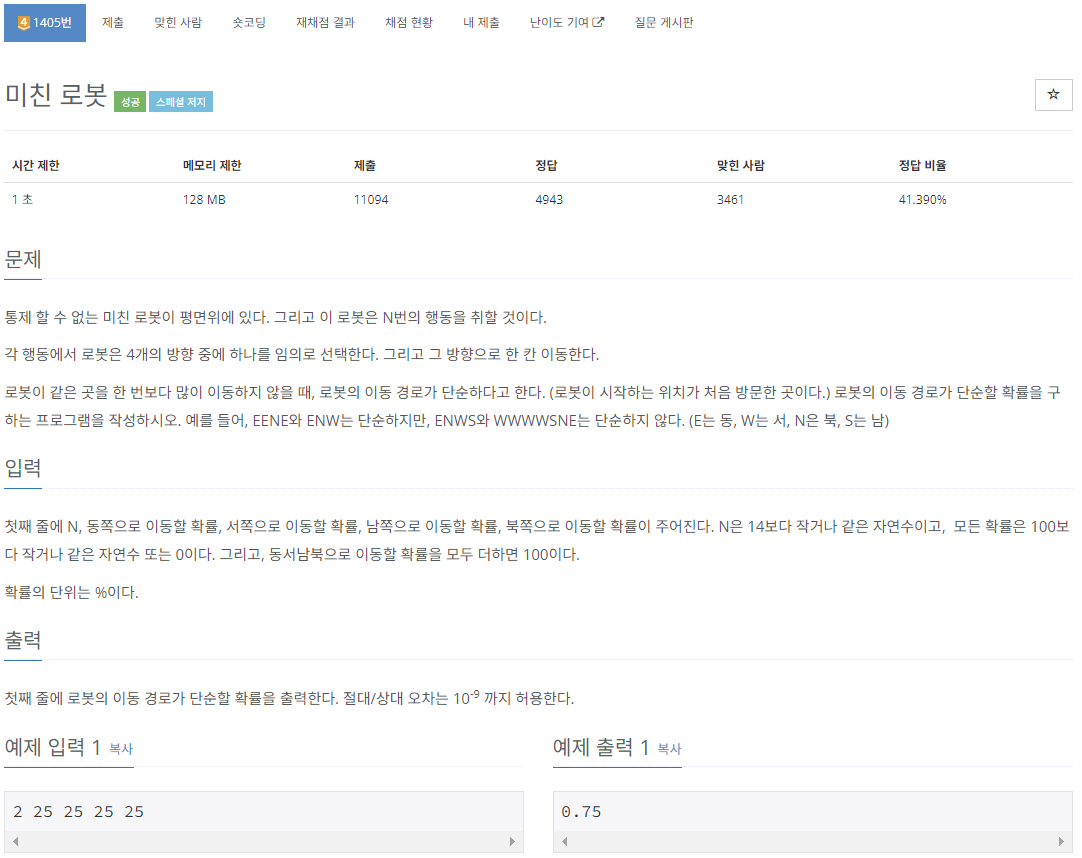 4 1405번 제출 맞힌 사람 숏코딩 재채점 결과 채점 현황 내 제출 난이도 기여 질문 게시판
미친 로봇 성공 스페셜 저지
시간 제한 메모리 제한 제출 정답 맞힌 사람 정답 비율
1 초 128 MB 11094 4943 3461 41.390%
문제
통제 할 수 없는 미친 로봇이 평면위에 있다. 그리고 이 로봇은 N번의 행동을 취할 것이다.
각 행동에서 로봇은 4개의 방향 중에 하나를 임의로 선택한다. 그리고 그 방향으로 한 칸 이동한다.
로봇이 같은 곳을 한 번보다 많이 이동하지 않을 때, 로봇의 이동 경로가 단순하다고 한다. (로봇이 시작하는 위치가 처음 방문한 곳이다.) 로봇의 이동 경로가 단순할 확률을 구
하는 프로그램을 작성하시오. 예를 들어, EENE와 ENW는 단순하지만, ENWS와 WWWWSNE는 단순하지 않다. (E는 동, W는 서, N은 북, S는 남)
입력
첫째 줄에 N, 동쪽으로 이동할 확률, 서쪽으로 이동할 확률, 남쪽으로 이동할 확률, 북쪽으로 이동할 확률이 주어진다. N은 14보다 작거나 같은 자연수이고, 모든 확률은 100보
다 작거나 같은 자연수 또는 0이다. 그리고, 동서남북으로 이동할 확률을 모두 더하면 100이다.
확률의 단위는 %이다.
출력
첫째 줄에 로봇의 이동 경로가 단순할 확률을 출력한다. 절대/상대 오차는 10⁻⁹ 까지 허용한다.
예제 입력 1 복사
2 25 25 25 25
예제 출력 1 복사
0.75